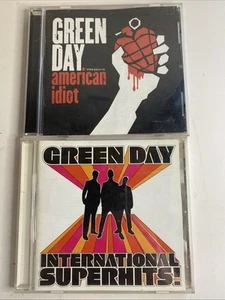 GREEN
DAY
american
idiot
GREEN DAY
INTERNATIONAL
SUPERHITS!